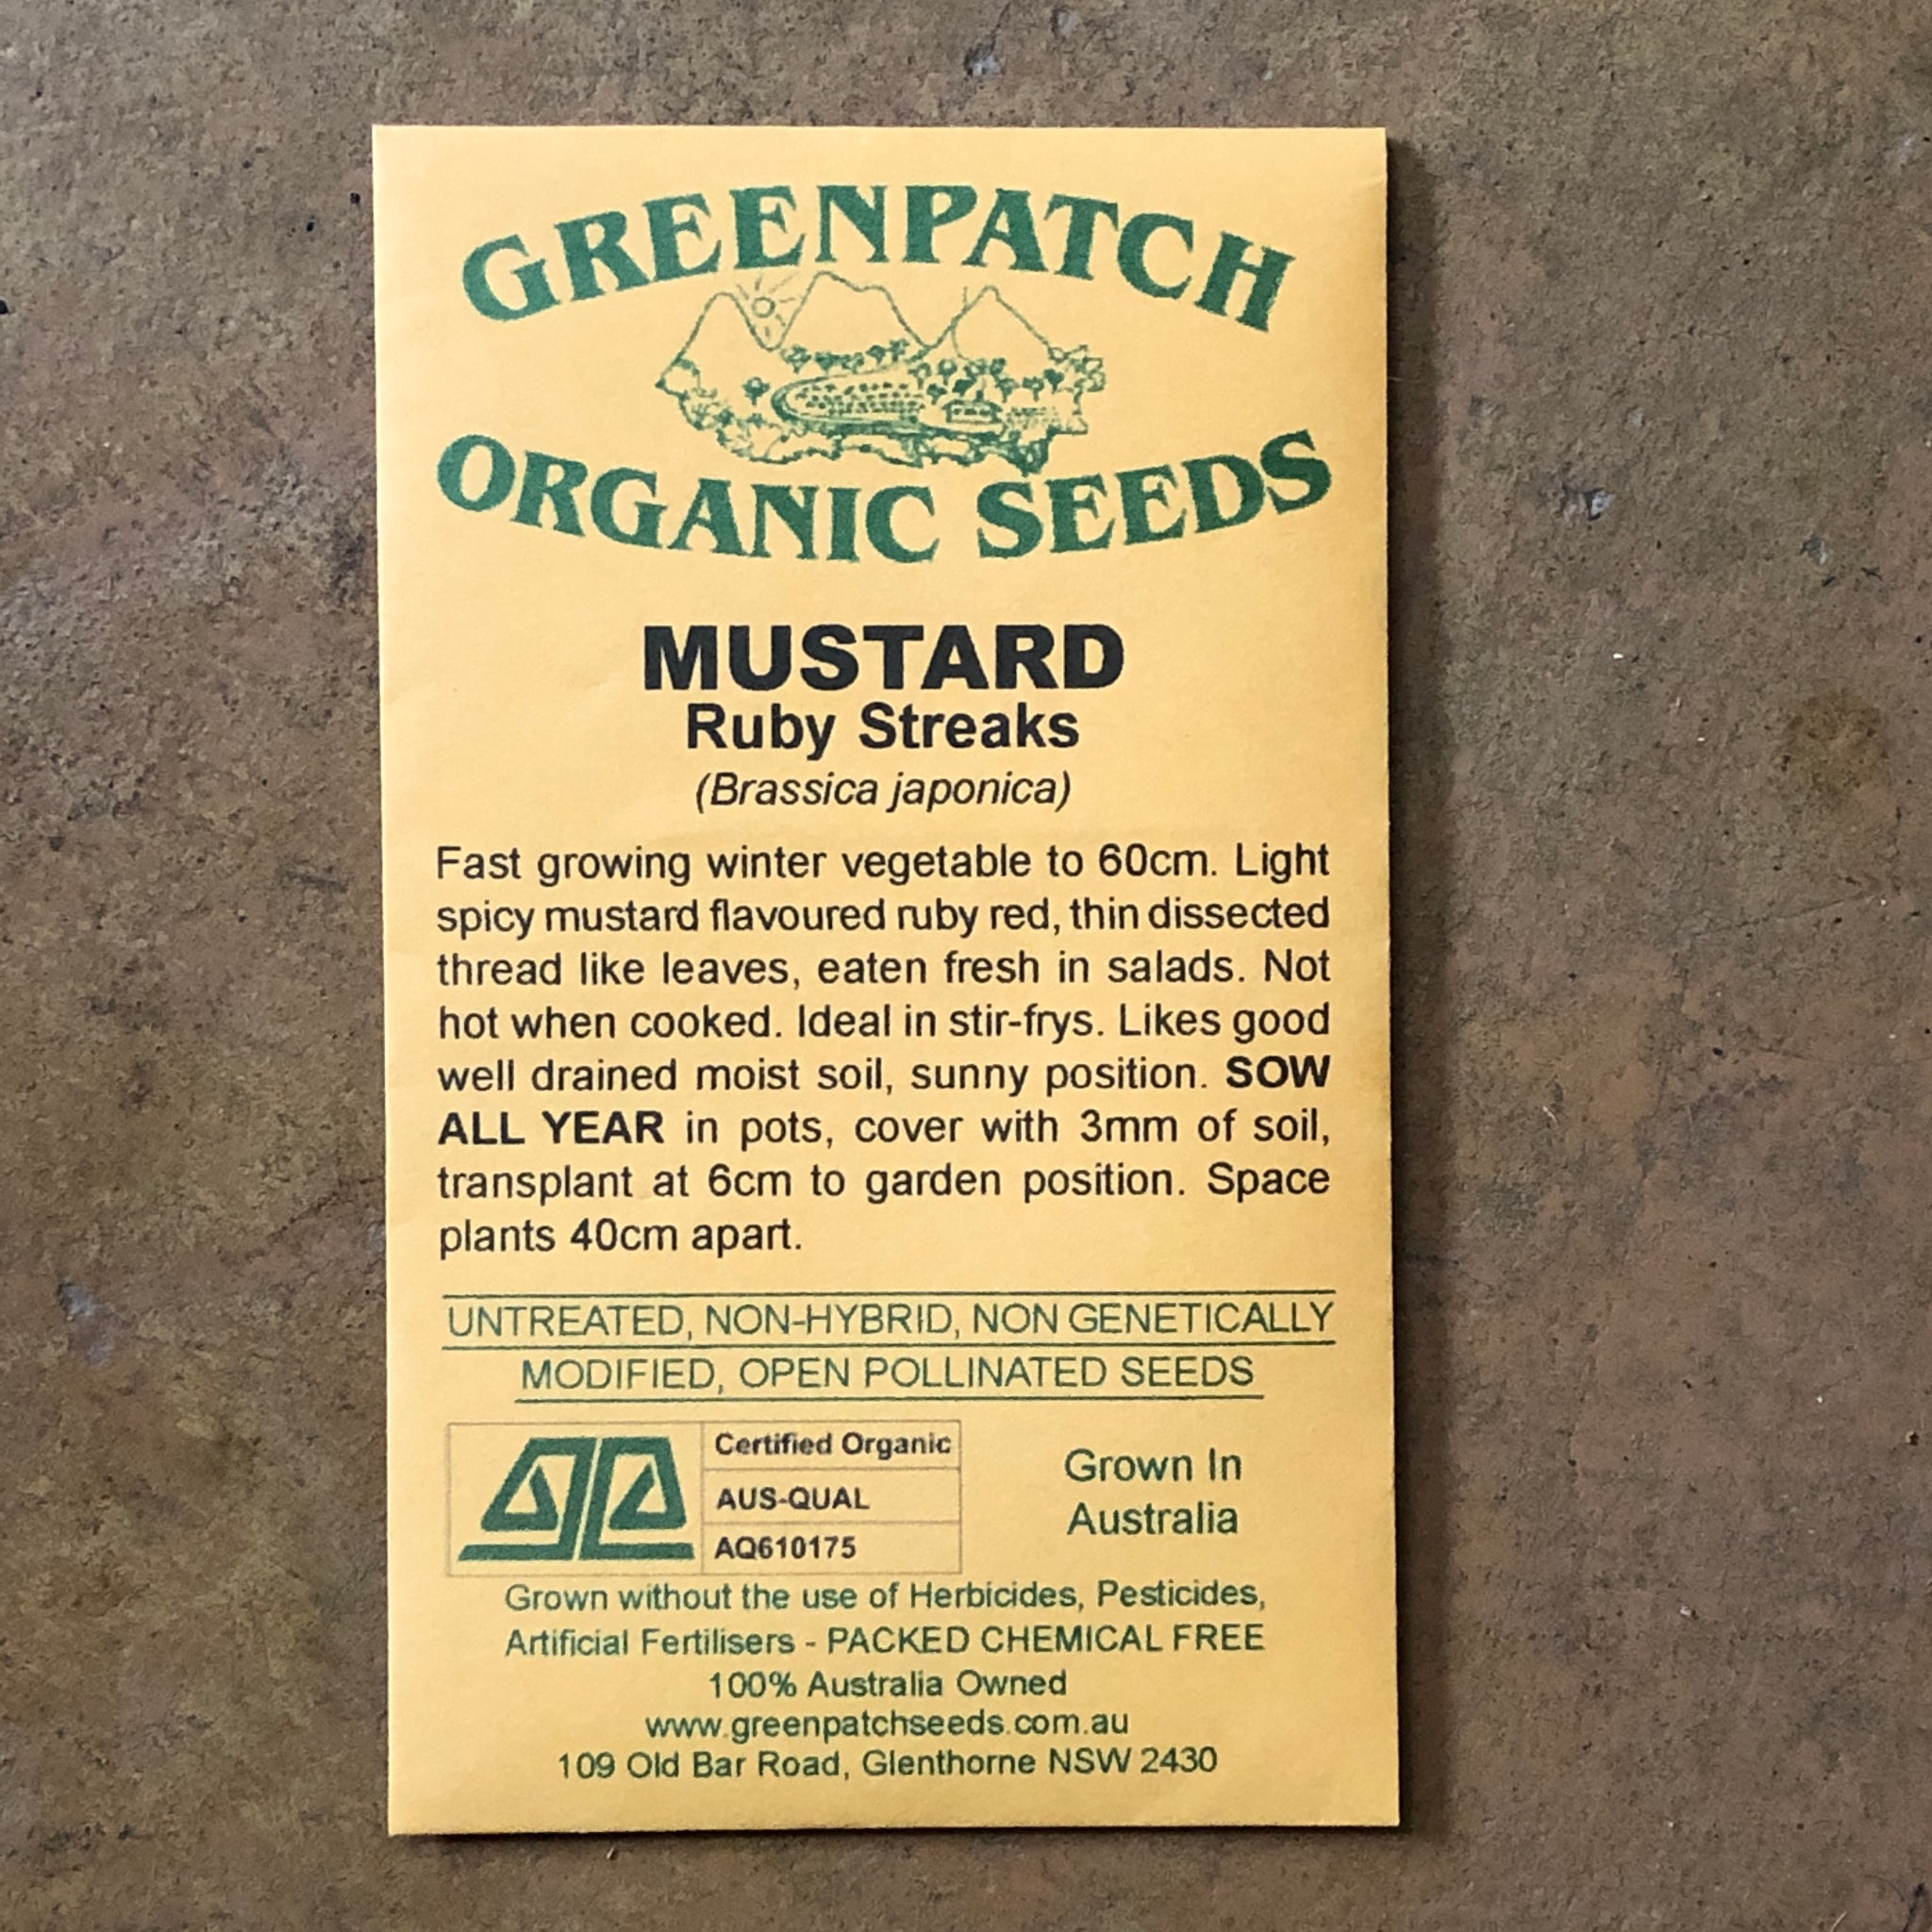 GREENPATCH
ORGANIC SEEDS
MUSTARD
Ruby Streaks
(Brassica japonica)
Fast growing winter vegetable to 60cm. Light
spicy mustard flavoured ruby red, thin dissected
thread like leaves, eaten fresh in salads. Not
hot when cooked. Ideal in stir-frys. Likes good
well drained moist soil, sunny position. SOW
ALL YEAR in pots, cover with 3mm of soil,
transplant at 6cm to garden position. Space
plants 40cm apart.
UNTREATED, NON-HYBRID, NON GENETICALLY
MODIFIED, OPEN POLLINATED SEEDS
Certified Organic
AUS-QUAL
AQ610175
Grown In
Australia
Grown without the use of Herbicides, Pesticides,
Artificial Fertilisers - PACKED CHEMICAL FREE
100% Australia Owned
www.greenpatchseeds.com.au
109 Old Bar Road, Glenthorne NSW 2430